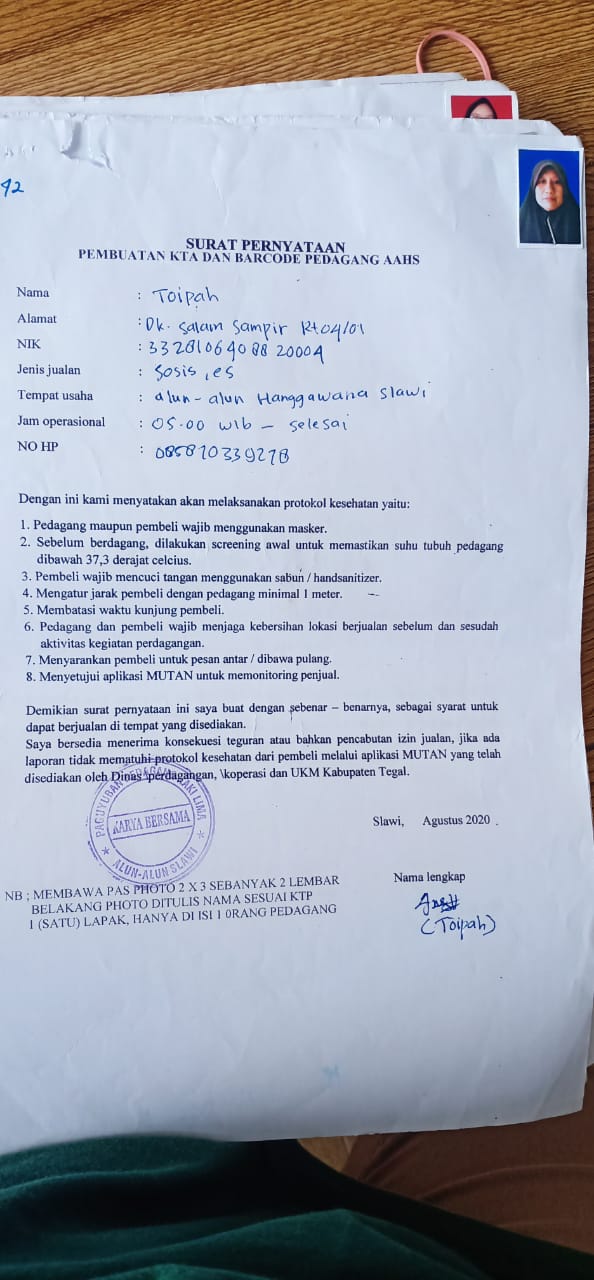 42
SURAT PERNYATAAN
PEMBUATAN KTA DAN BARCODE PEDAGANG AAHS
Nama : Toipah
Alamat : Dk. Salam Sampir Rt04/01
NIK : 3328106408820004
Jenis jualan : Sosis, es
Tempat usaha : alun-alun Hanggawana Slawi
Jam operasional : 05.00 wib - selesai
NO HP : 085870339278
Dengan ini kami menyatakan akan melaksanakan protokol kesehatan yaitu:
1. Pedagang maupun pembeli wajib menggunakan masker.
2. Sebelum berdagang, dilakukan screening awal untuk memastikan suhu tubuh pedagang
dibawah 37,3 derajat celcius.
3. Pembeli wajib mencuci tangan menggunakan sabun / handsanitizer.
4. Mengatur jarak pembeli dengan pedagang minimal 1 meter.
5. Membatasi waktu kunjung pembeli.
6. Pedagang dan pembeli wajib menjaga kebersihan lokasi berjualan sebelum dan sesudah
aktivitas kegiatan perdagangan.
7. Menyarankan pembeli untuk pesan antar / dibawa pulang.
8. Menyetujui aplikasi MUTAN untuk memonitoring penjual.
Demikian surat pernyataan ini saya buat dengan sebenar – benarnya, sebagai syarat untuk
dapat berjualan di tempat yang disediakan.
Saya bersedia menerima konsekuesi teguran atau bahkan pencabutan izin jualan, jika ada
laporan tidak mematuhi protokol kesehatan dari pembeli melalui aplikasi MUTAN yang telah
disediakan oleh Dinas \perdagangan, \koperasi dan UKM Kabupaten Tegal.
PAGUYUBAN PEDAGANG KAKI LIMA
KARYA BERSAMA
ALUN-ALUN SLAWI
Slawi, Agustus 2020 .
NB ; MEMBAWA PAS PHOTO 2 X 3 SEBANYAK 2 LEMBAR
BELAKANG PHOTO DITULIS NAMA SESUAI KTP
1 (SATU) LAPAK, HANYA DI ISI 1 0RANG PEDAGANG
Nama lengkap
(Toipah)